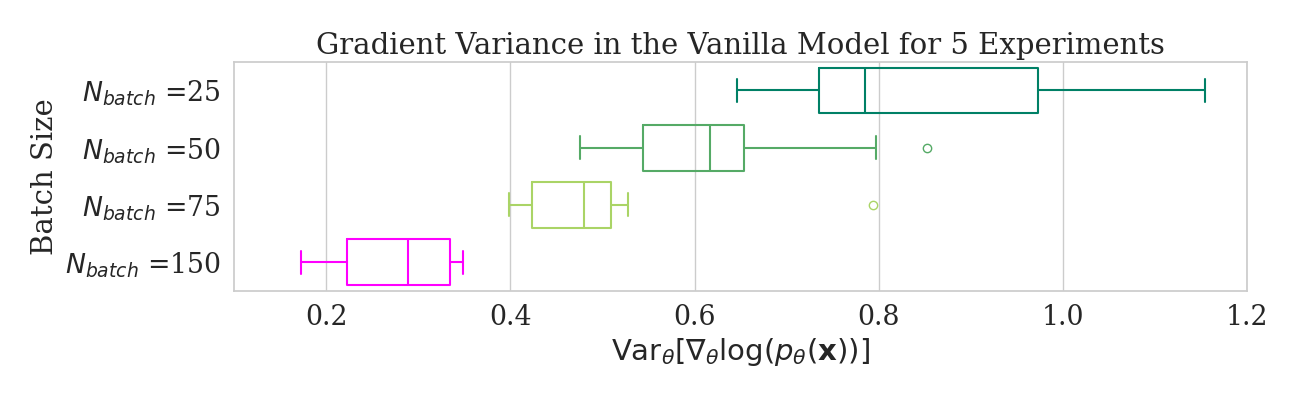 Gradient Variance in the Vanilla Model for 5 Experiments
Batch Size
N_batch =25
N_batch =50
N_batch =75
N_batch =150
0.2 0.4 0.6 0.8 1.0 1.2
Var_θ[∇_θlog(p_θ(𝐱))]